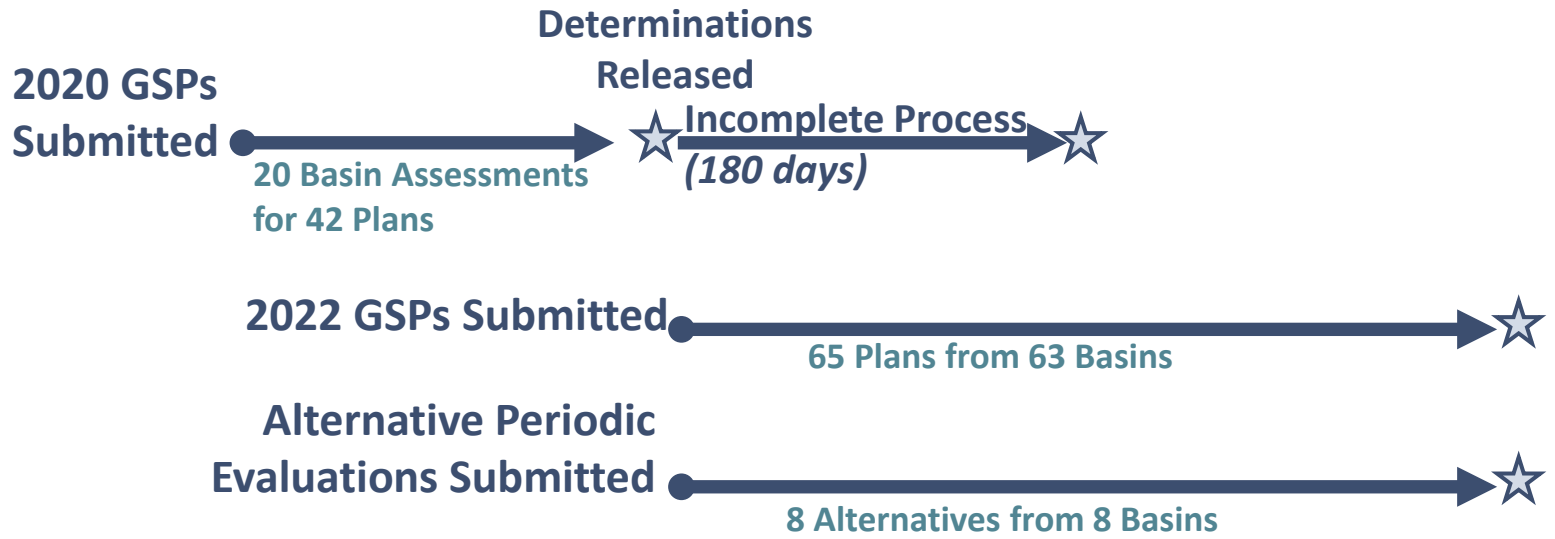 Determinations
Released
2020 GSPs
Submitted
Incomplete Process
(180 days)
20 Basin Assessments
for 42 Plans
2022 GSPs Submitted
65 Plans from 63 Basins
Alternative Periodic
Evaluations Submitted
8 Alternatives from 8 Basins